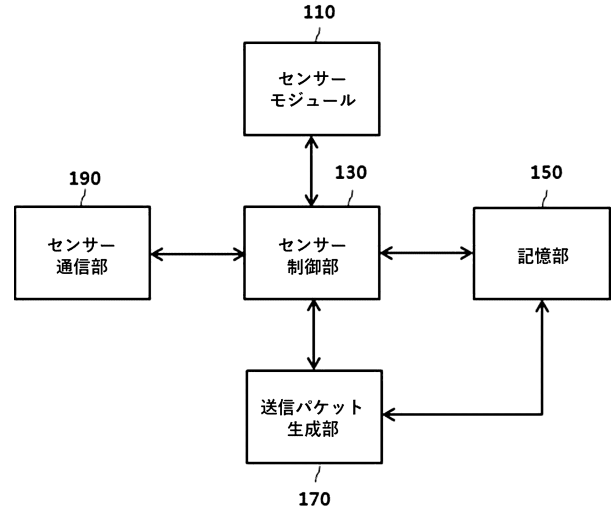 110
センサー
モジュール
190
センサー
通信部
130
センサー
制御部
150
記憶部
送信パケット
生成部
170